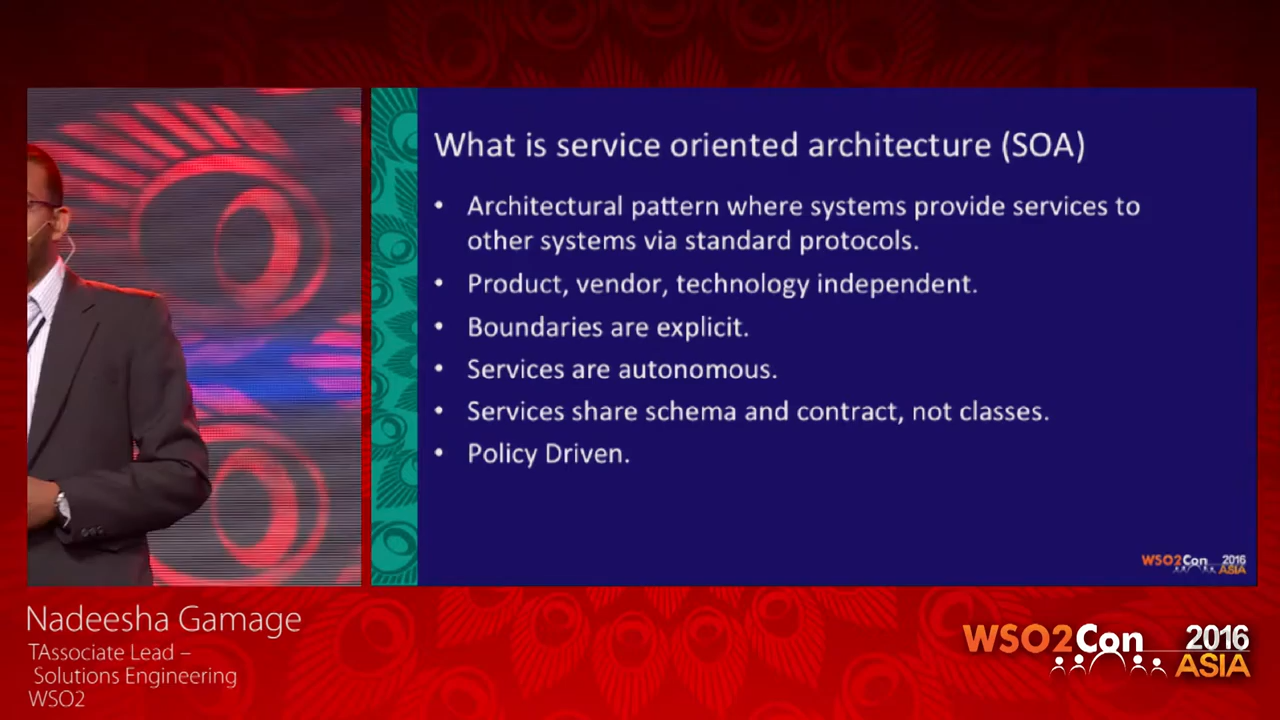 What is service oriented architecture (SOA)
• Architectural pattern where systems provide services to
other systems via standard protocols.
• Product, vendor, technology independent.
• Boundaries are explicit.
• Services are autonomous.
• Services share schema and contract, not classes.
• Policy Driven.
WSO2Con 2016
ASIA
Nadeesha Gamage
TAssociate Lead –
Solutions Engineering
WSO2
WSO2Con 2016
ASIA